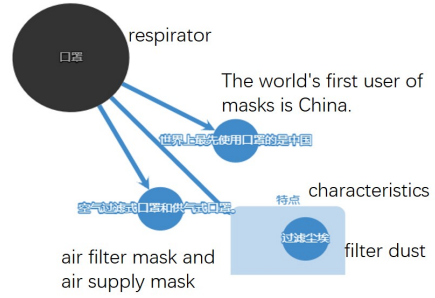 口罩
respirator
The world's first user of
masks is China.
世界上最先使用口罩的是中国
空气过滤式口罩和供气式口罩。
特点
characteristics
过滤尘埃
filter dust
air filter mask and
air supply mask